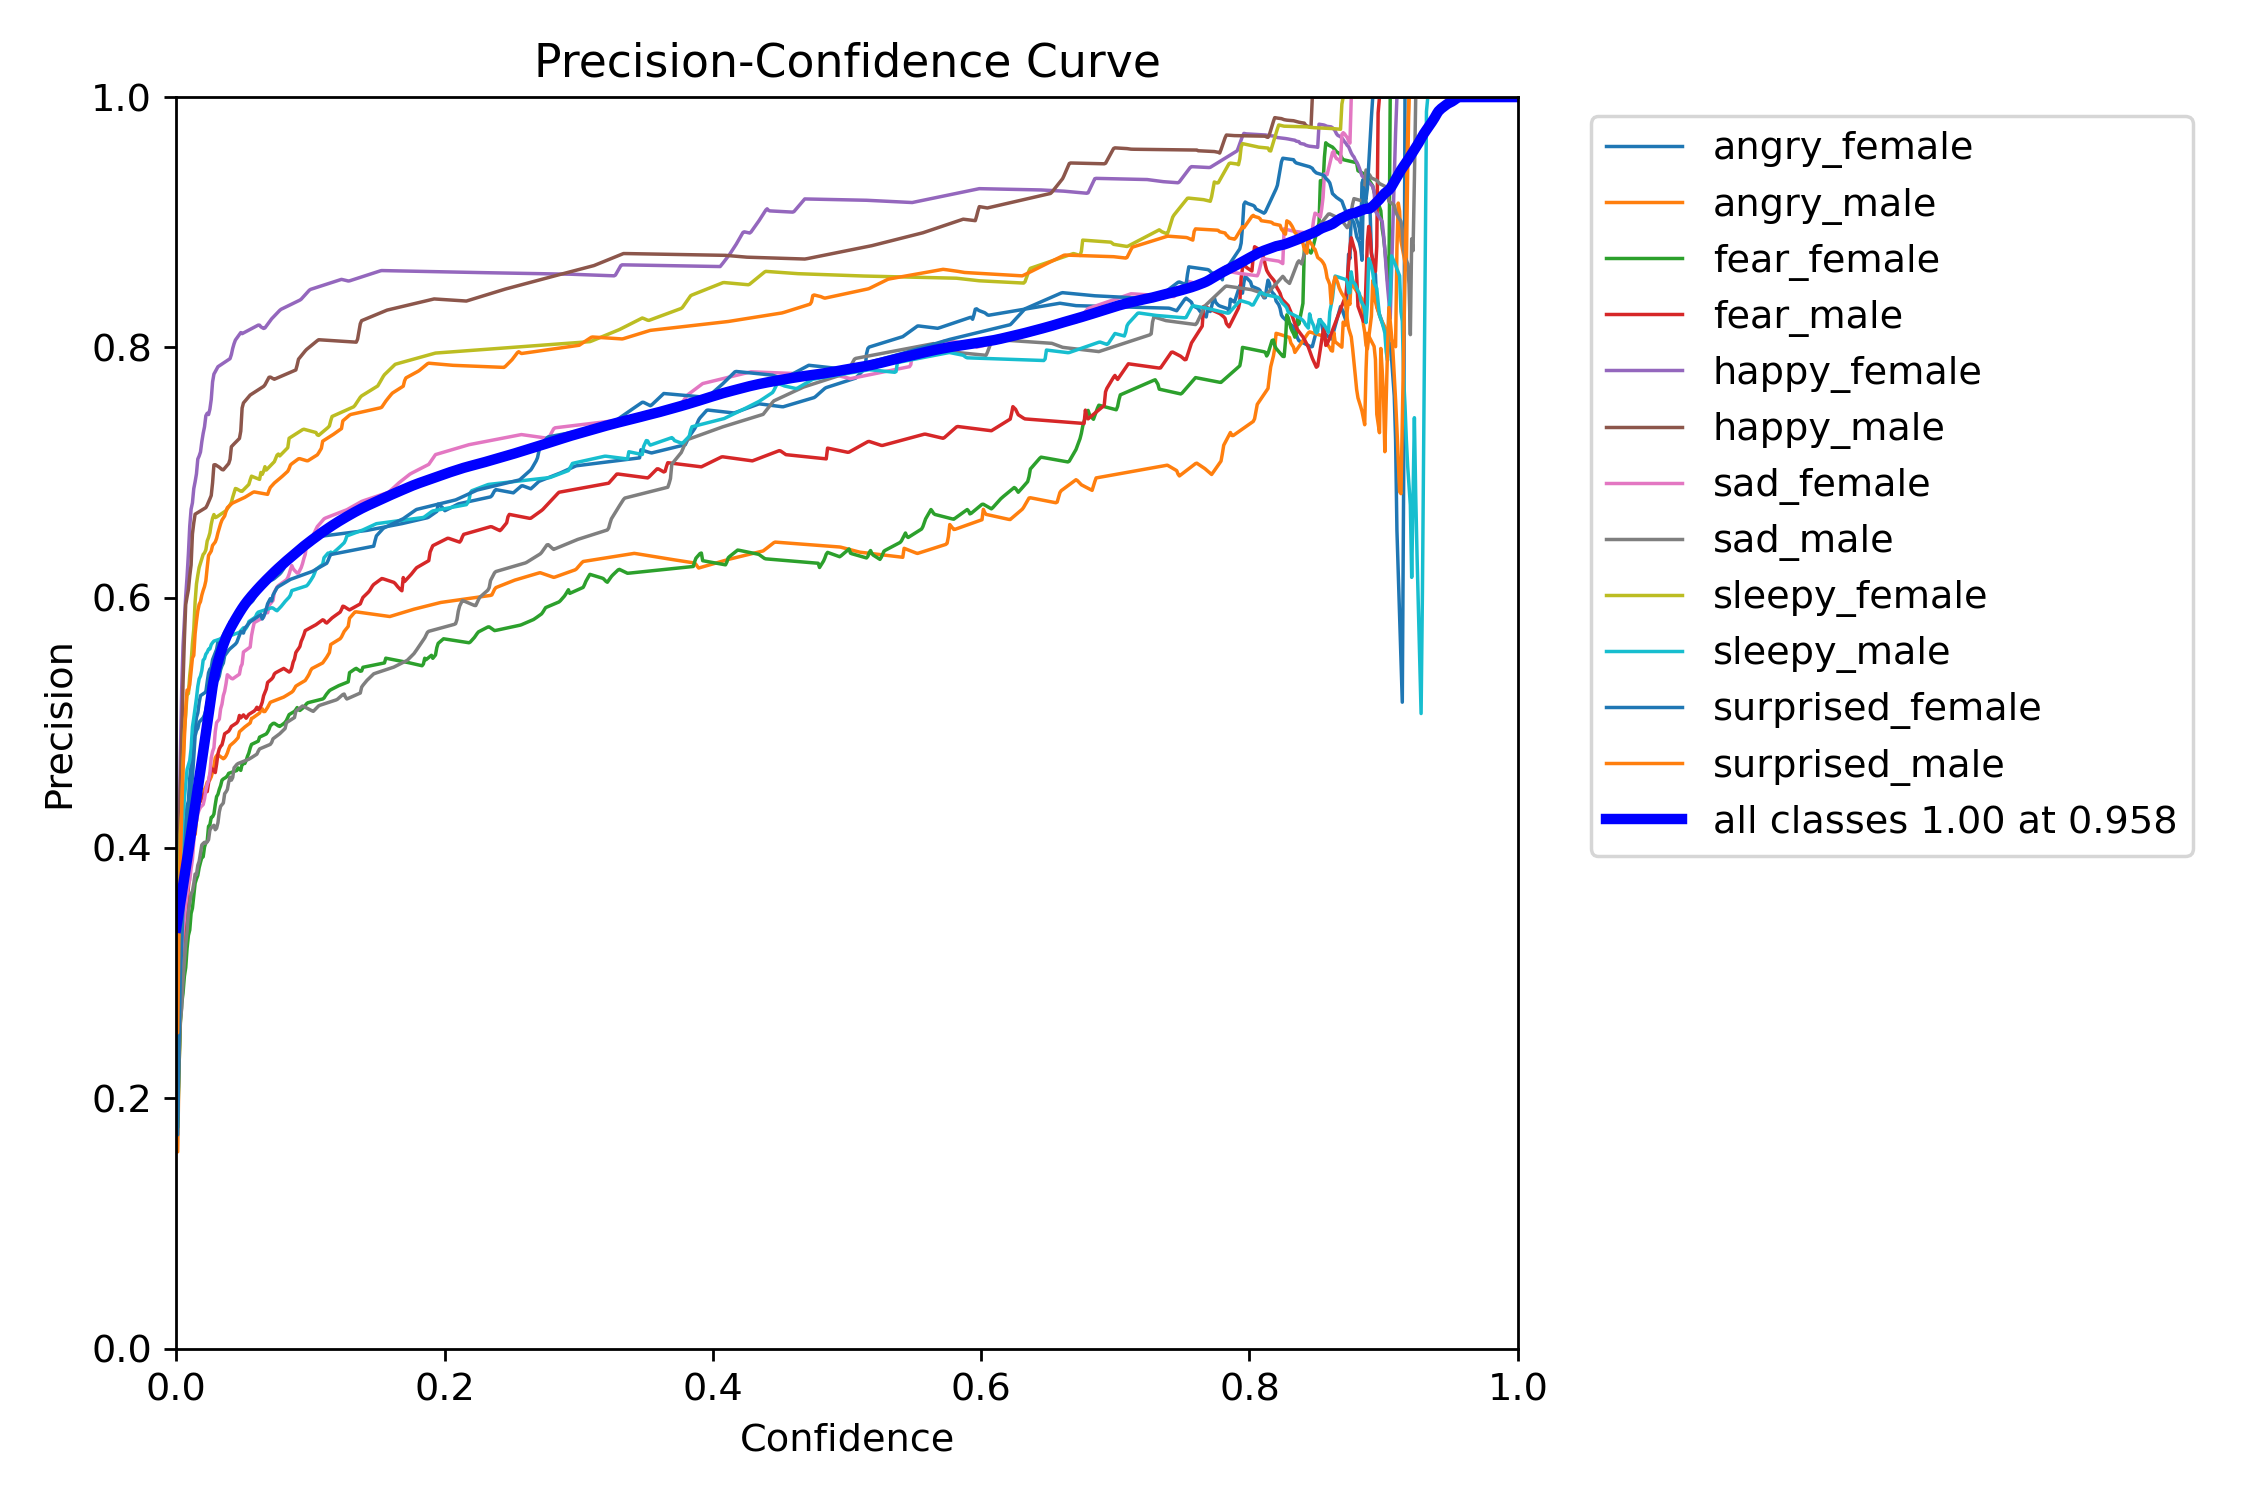 Precision-Confidence Curve
1.0
0.8
0.6
0.4
0.2
0.0
Precision
0.0 0.2 0.4 0.6 0.8 1.0
Confidence
angry_female
angry_male
fear_female
fear_male
happy_female
happy_male
sad_female
sad_male
sleepy_female
sleepy_male
surprised_female
surprised_male
all classes 1.00 at 0.958